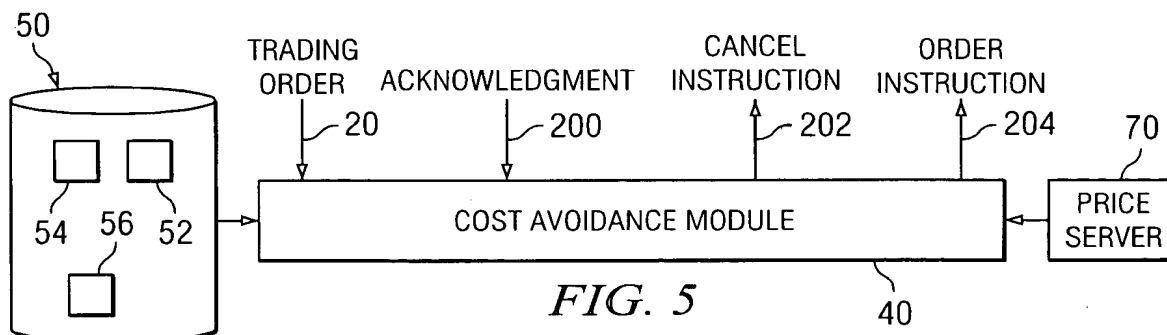 50
TRADING
ORDER
20
ACKNOWLEDGMENT
200
CANCEL
INSTRUCTION
202
ORDER
INSTRUCTION
204
70
54
52
56
COST AVOIDANCE MODULE
PRICE
SERVER
40
FIG. 5